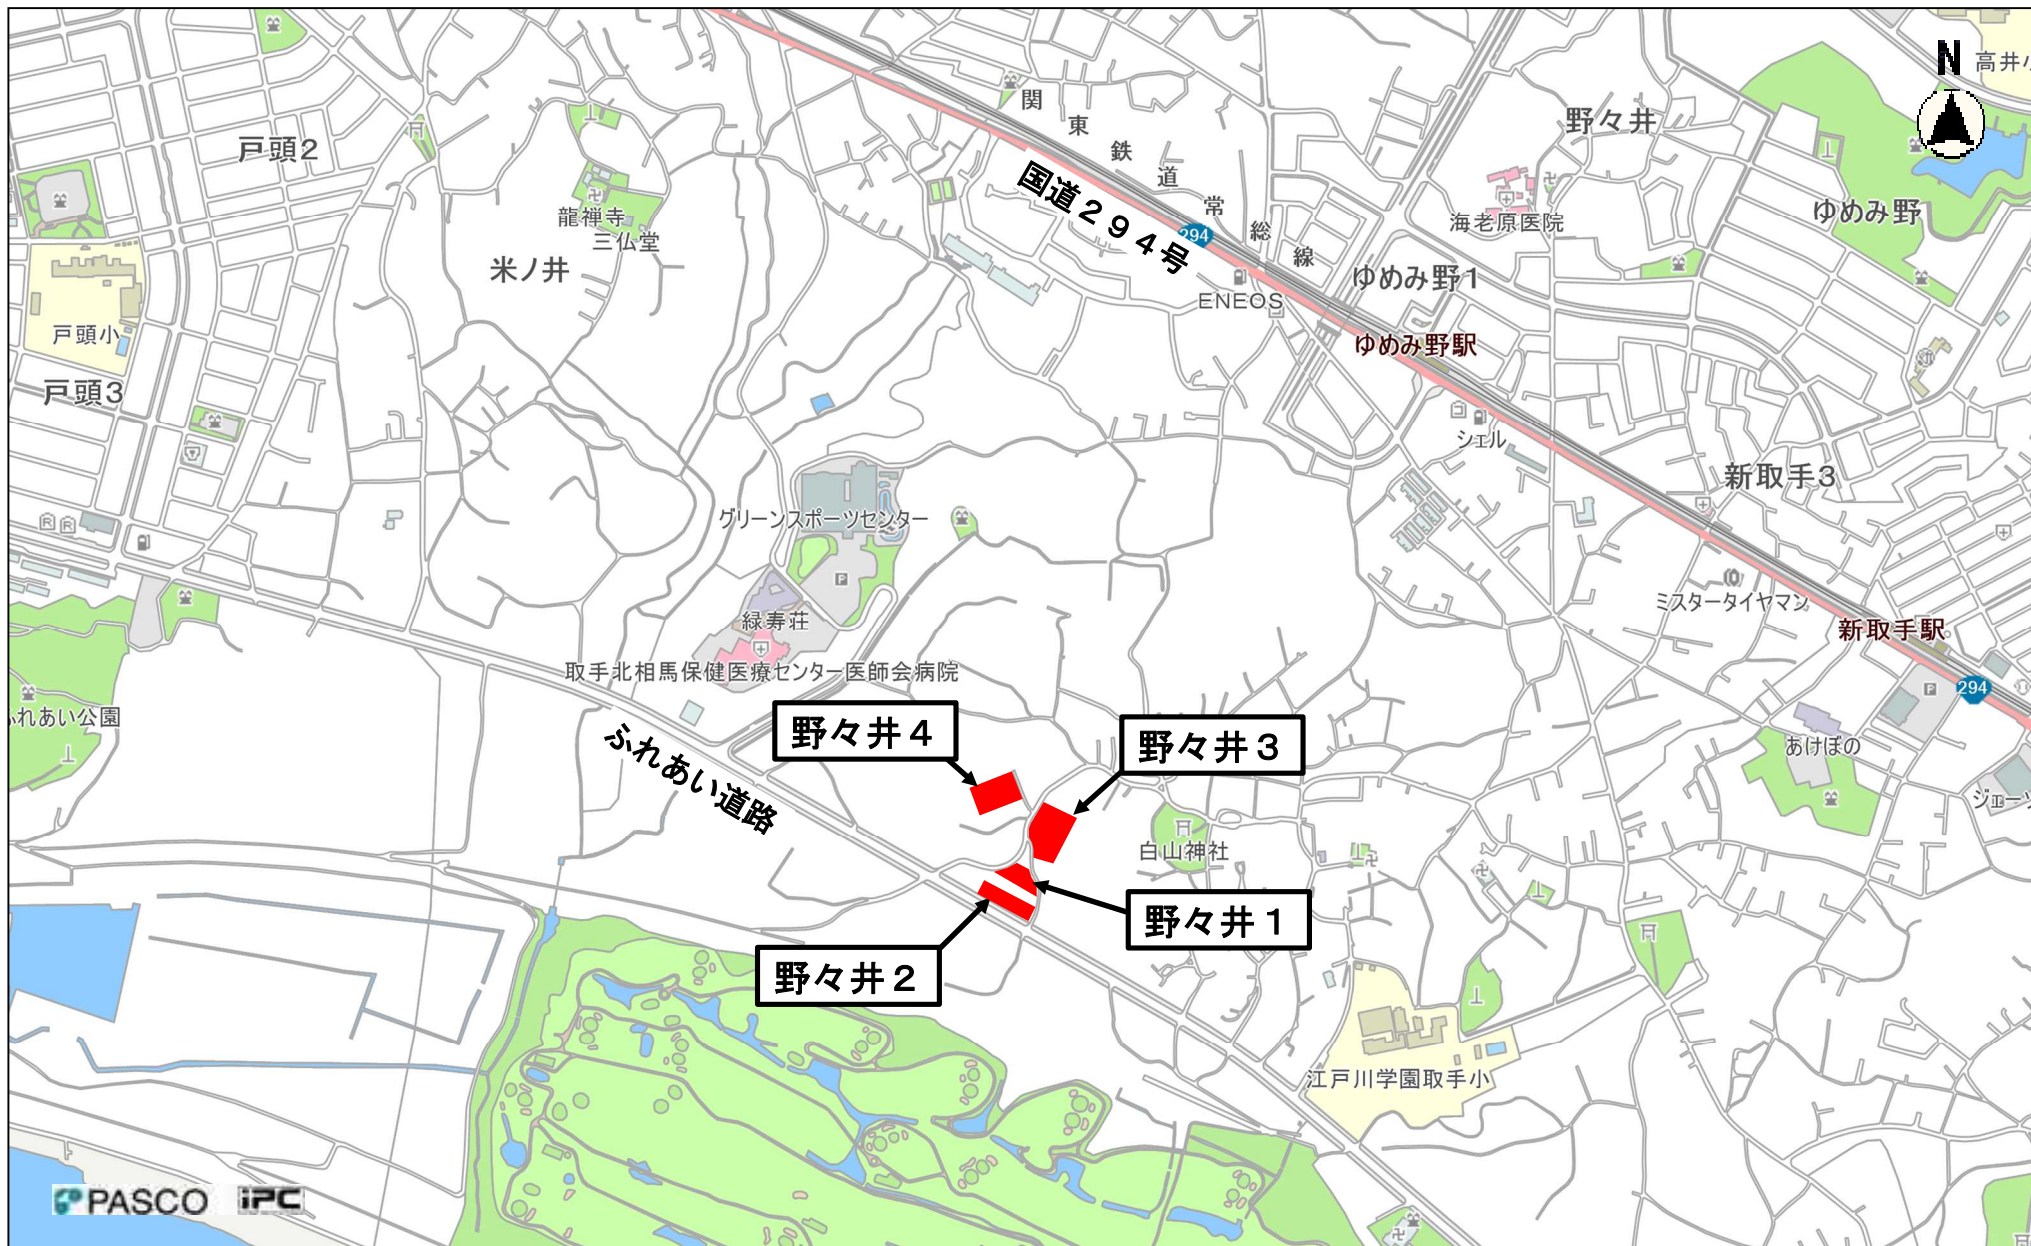 N
高井小
戸頭2
野々井
関東鉄道常総線
国道２９４号
294
龍禅寺
三仏堂
米ノ井
海老原医院
ゆめみ野
ゆめみ野1
ENEOS
ゆめみ野駅
戸頭小
戸頭3
シェル
新取手3
グリーンスポーツセンター
P
R
R
ミスタータイヤマン
緑寿荘
新取手駅
取手北相馬保健医療センター医師会病院
294
P
ふれあい公園
野々井４
野々井３
ふれあい道路
あけぼの
ジェーソ
白山神社
野々井１
野々井２
江戸川学園取手小
PASCO iPC